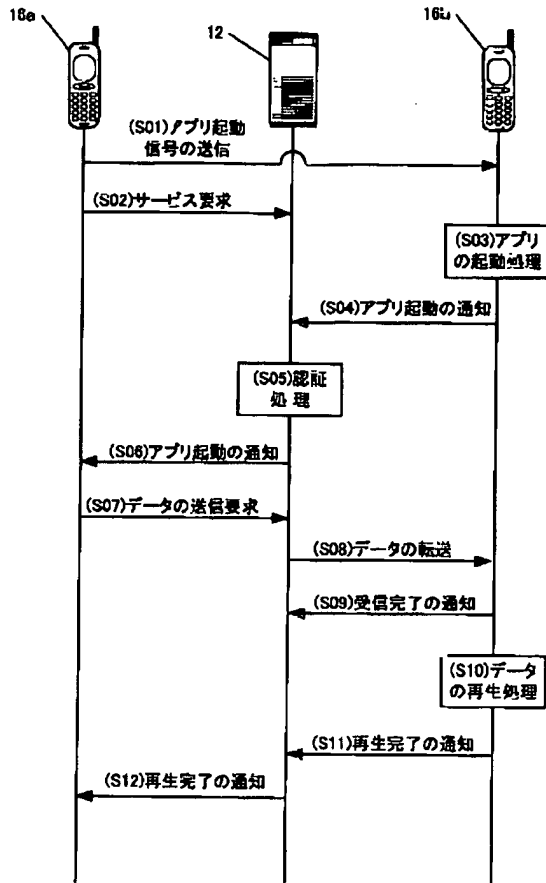 16a
12
16b
(S01)アプリ起動
信号の送信
(S02)サービス要求
(S03)アプリ
の起動処理
(S04)アプリ起動の通知
(S05)認証
処理
(S06)アプリ起動の通知
(S07)データの送信要求
(S08)データの転送
(S09)受信完了の通知
(S10)データ
の再生処理
(S11)再生完了の通知
(S12)再生完了の通知